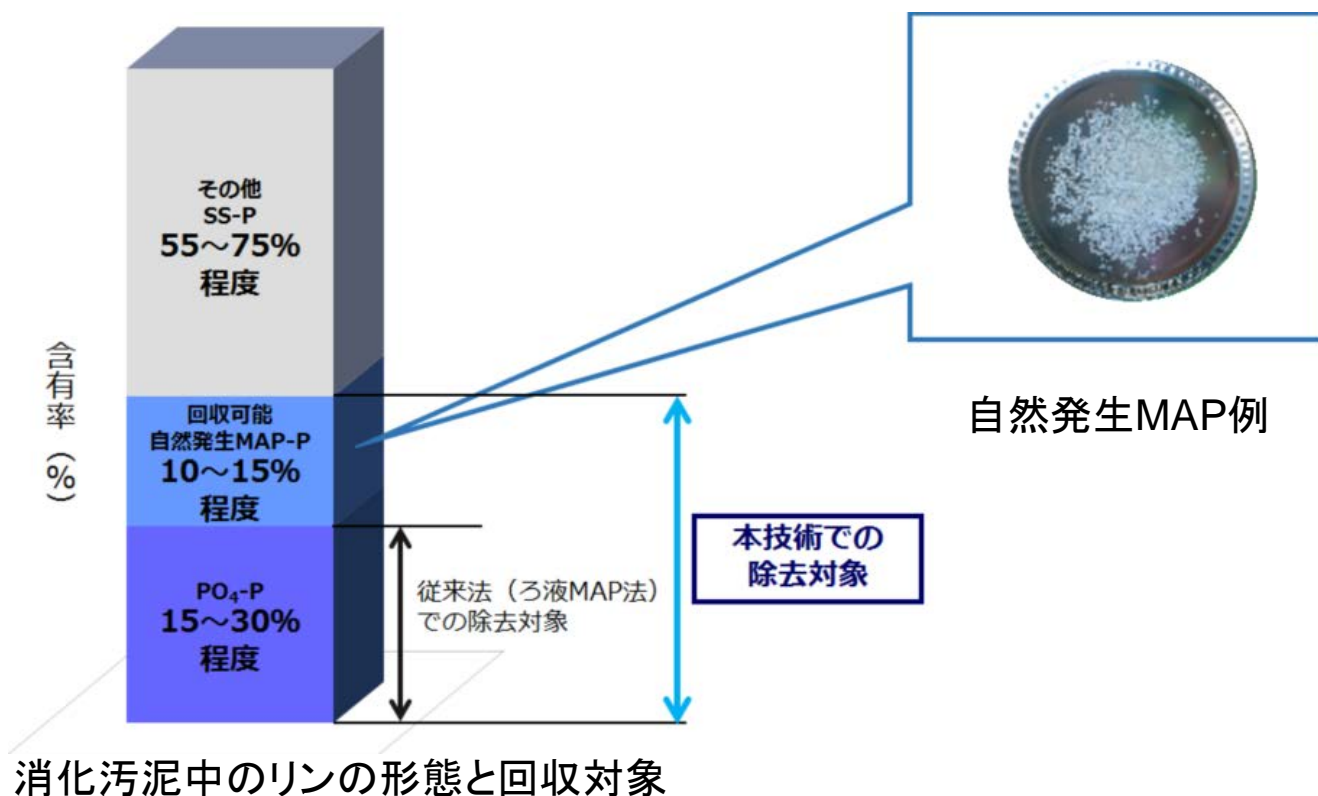 その他
SS-P
55～75%
程度
回収可能
自然発生MAP-P
10～15%
程度
PO₄-P
15～30%
程度
含有率（%）
従来法（ろ液MAP法）
での除去対象
本技術での
除去対象
自然発生MAP例
消化汚泥中のリンの形態と回収対象